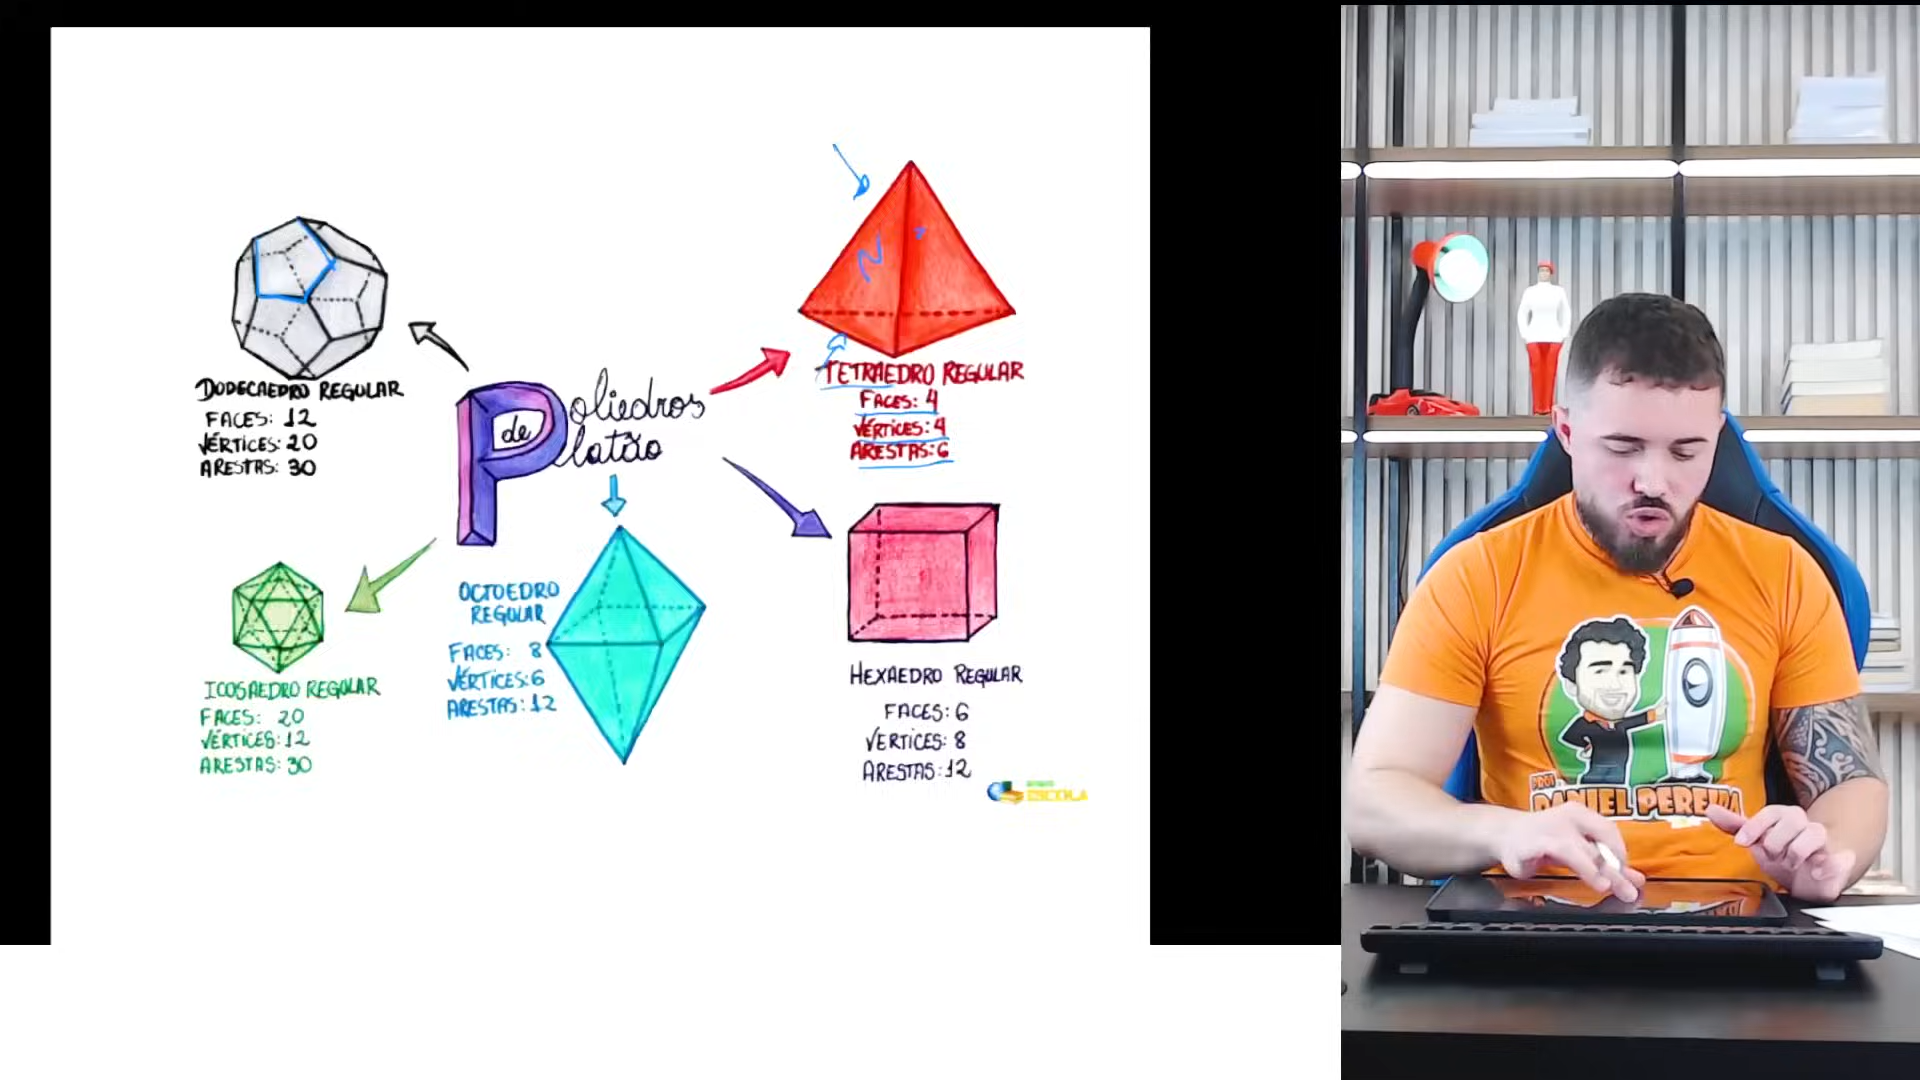 Poliedros
de
Platão
DODECAEDRO REGULAR
FACES: 12
VÉRTICES: 20
ARESTAS: 30
TETRAEDRO REGULAR
FACES: 4
VÉRTICES: 4
ARESTAS: 6
ICOSAEDRO REGULAR
FACES: 20
VÉRTICES: 12
ARESTAS: 30
OCTOEDRO
REGULAR
FACES: 8
VÉRTICES: 6
ARESTAS: 12
HEXAEDRO REGULAR
FACES: 6
VERTICES: 8
ARESTAS: 12
ESCOLA
PROF.
DANIEL PEREIRA